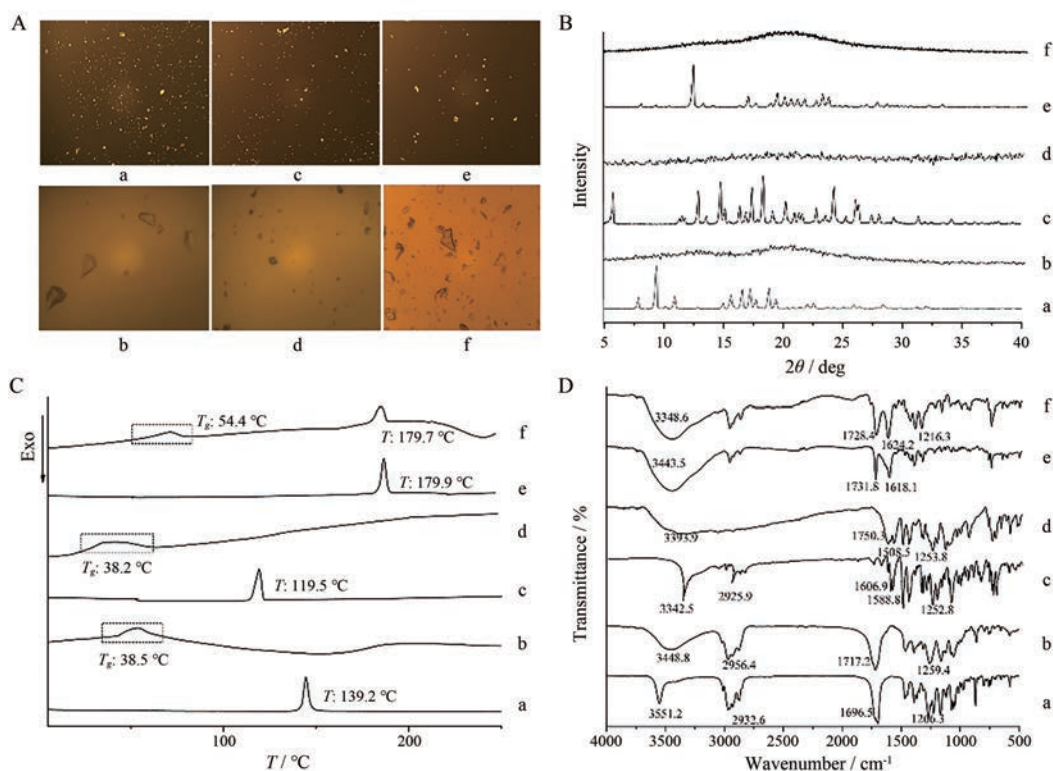 A
a
c
e
b
d
f
B
Intensity
f
e
d
c
b
a
5
10
15
20
25
30
35
40
2θ / deg
C
Exo
Tg: 54.4 °C
T: 179.7 °C
f
T: 179.9 °C
e
Tg: 38.2 °C
d
T: 119.5 °C
c
Tg: 38.5 °C
b
T: 139.2 °C
a
0
100
200
T / °C
D
Transmittance / %
3348.6
1728.4
1624.2
1216.3
f
3443.5
1731.8
1618.1
e
3393.9
1750.3
1508.5
1253.8
d
3342.5
2925.9
1606.9
1588.8
1252.8
c
3448.8
2956.4
1717.2
1259.4
b
3551.2
2932.6
1696.5
1206.3
a
4000
3500
3000
2500
2000
1500
1000
500
Wavenumber / cm⁻¹